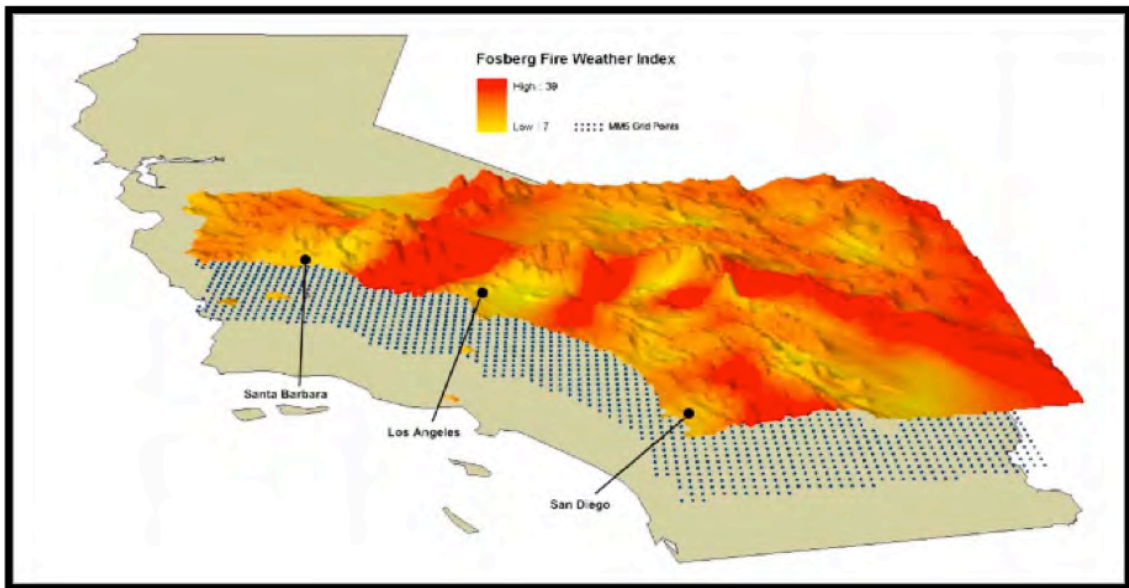 Fosberg Fire Weather Index
High : 39
Low : 7
MM5 Grid Points
Santa Barbara
Los Angeles
San Diego